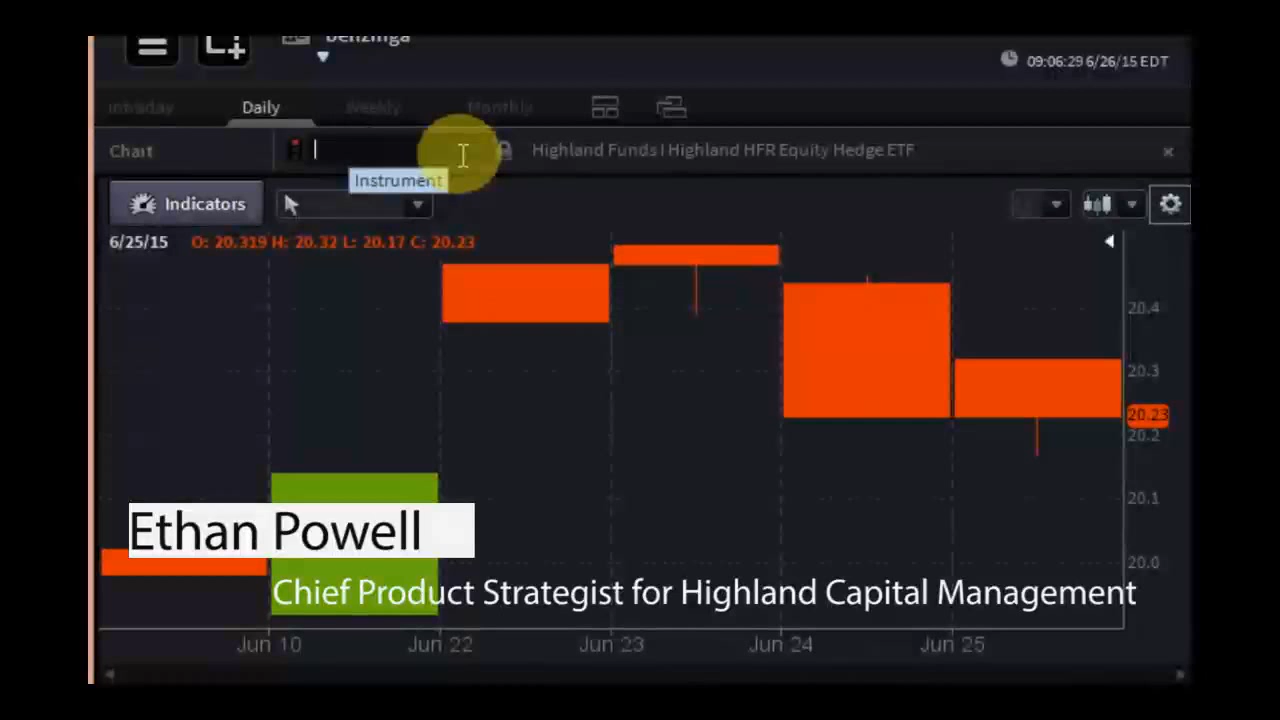 benzinga
09:06:29 6/26/15 EDT
Intraday Daily Weekly Monthly
Chart
Highland Funds I Highland HFR Equity Hedge ETF
Instrument
Indicators
6/25/15 O: 20.319 H: 20.32 L: 20.17 C: 20.23
20.4
20.3
20.23
20.2
20.1
20.0
Ethan Powell
Chief Product Strategist for Highland Capital Management
Jun 10 Jun 22 Jun 23 Jun 24 Jun 25